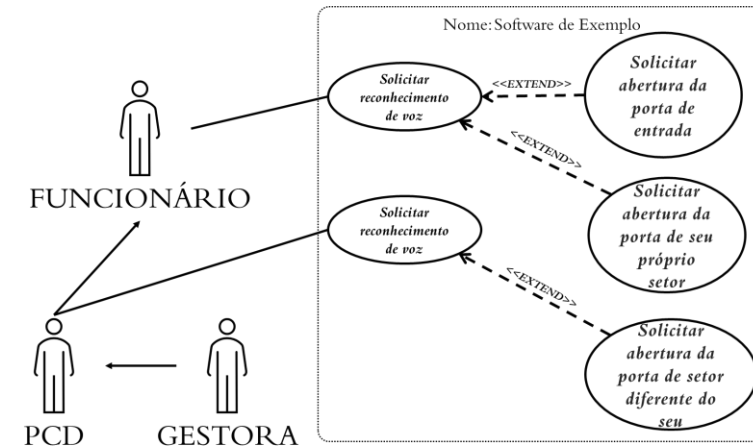 Nome: Software de Exemplo
Solicitar
reconhecimento
de voz
<<EXTEND>>
Solicitar
abertura da
porta de
entrada
<<EXTEND>>
FUNCIONÁRIO
Solicitar
abertura da
porta de seu
próprio
setor
Solicitar
reconhecimento
de voz
<<EXTEND>>
Solicitar
abertura da
porta de setor
diferente do
seu
PCD
GESTORA